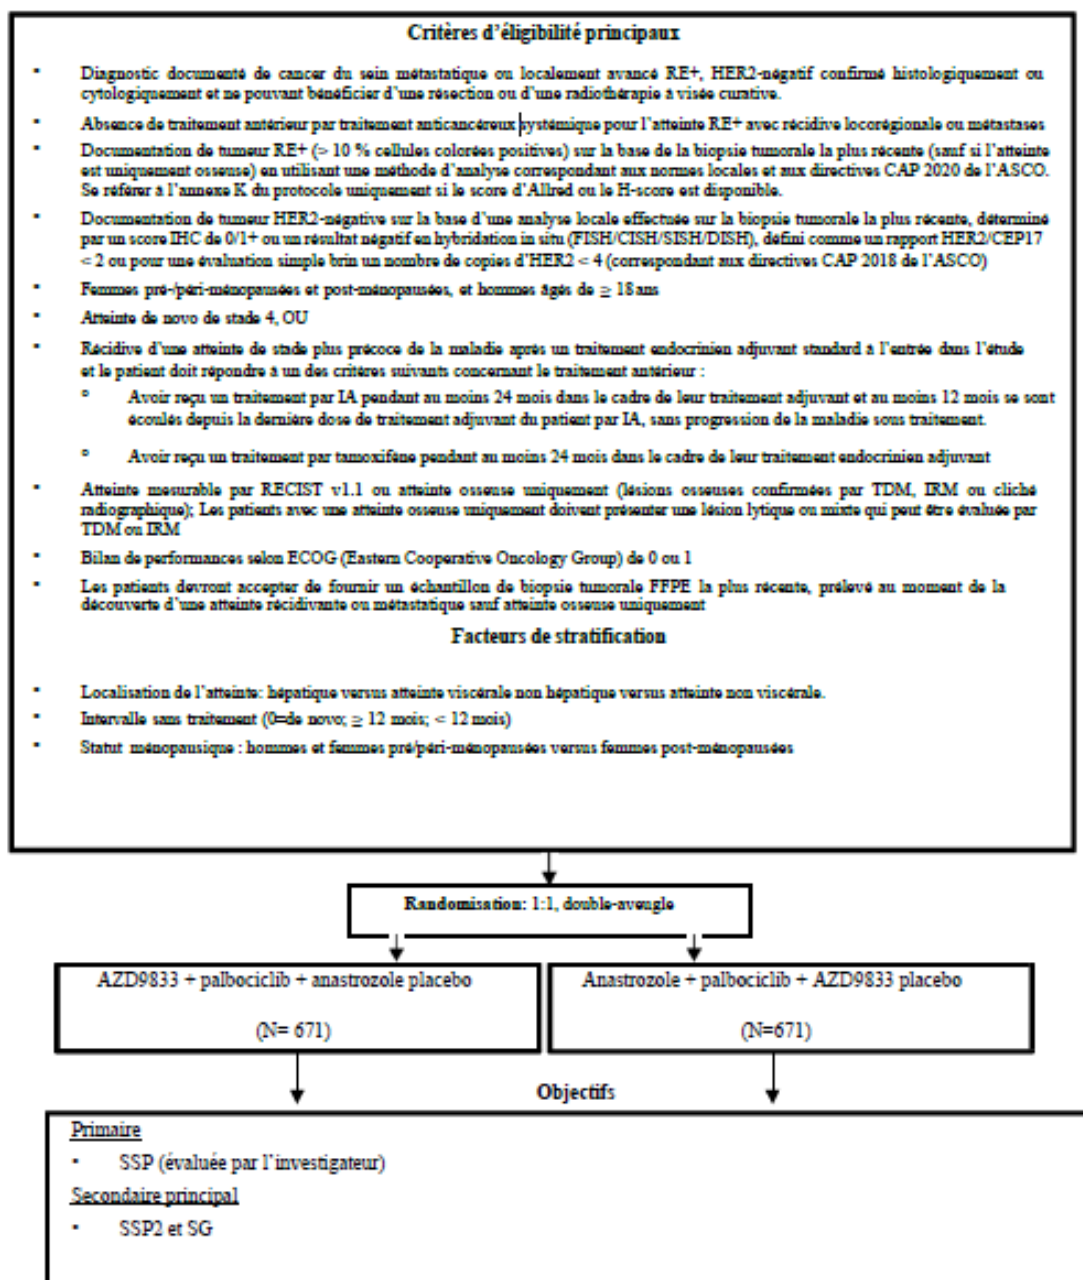 Critères d'éligibilité principaux
- Diagnostic documenté de cancer du sein métastatique ou localement avancé RE+, HER2-négatif confirmé histologiquement ou
cytologiquement et ne pouvant bénéficier d'une résection ou d'une radiothérapie à visée curative.
- Absence de traitement antérieur par traitement anticancéreux systémique pour l'atteinte RE+ avec récidive locorégionale ou métastases
- Documentation de tumeur RE+ (> 10 % cellules colorées positives) sur la base de la biopsie tumorale la plus récente (sauf si l'atteinte
est uniquement osseuse) en utilisant une méthode d'analyse correspondant aux normes locales et aux directives CAP 2020 de l'ASCO.
Se référer à l'annexe K du protocole uniquement si le score d'Allred ou le H-score est disponible.
- Documentation de tumeur HER2-négative sur la base d'une analyse locale effectuée sur la biopsie tumorale la plus récente, déterminé
par un score IHC de 0/1+ ou un résultat négatif en hybridation in situ (FISH/CISH/SISH/DISH), défini comme un rapport HER2/CEP17
< 2 ou pour une évaluation simple brin un nombre de copies d'HER2 < 4 (correspondant aux directives CAP 2018 de l'ASCO)
- Femmes pré-/péri-ménopausées et post-ménopausées, et hommes âgés de ≥ 18 ans
- Atteinte de novo de stade 4, OU
- Récidive d'une atteinte de stade plus précoce de la maladie après un traitement endocrinien adjuvant standard à l'entrée dans l'étude
et le patient doit répondre à un des critères suivants concernant le traitement antérieur :
o Avoir reçu un traitement par IA pendant au moins 24 mois dans le cadre de leur traitement adjuvant et au moins 12 mois se sont
écoulés depuis la dernière dose de traitement adjuvant du patient par IA, sans progression de la maladie sous traitement.
o Avoir reçu un traitement par tamoxifène pendant au moins 24 mois dans le cadre de leur traitement endocrinien adjuvant
- Atteinte mesurable par RECIST v1.1 ou atteinte osseuse uniquement (lésions osseuses confirmées par TDM, IRM ou cliché
radiographique); Les patients avec une atteinte osseuse uniquement doivent présenter une lésion lytique ou mixte qui peut être évaluée par
TDM ou IRM
- Bilan de performances selon ECOG (Eastern Cooperative Oncology Group) de 0 ou 1
- Les patients devront accepter de fournir un échantillon de biopsie tumorale FFPE la plus récente, prélevé au moment de la
découverte d'une atteinte récidivante ou métastatique sauf atteinte osseuse uniquement
Facteurs de stratification
- Localisation de l'atteinte: hépatique versus atteinte viscérale non hépatique versus atteinte non viscérale.
- Intervalle sans traitement (0=de novo; ≥ 12 mois; < 12 mois)
- Statut ménopausique : hommes et femmes pré/péri-ménopausées versus femmes post-ménopausées
Randomisation: 1:1, double-aveugle
AZD9833 + palbociclib + anastrozole placebo
(N= 671)
Anastrozole + palbociclib + AZD9833 placebo
(N=671)
Objectifs
Primaire
- SSP (évaluée par l'investigateur)
Secondaire principal
- SSP2 et SG